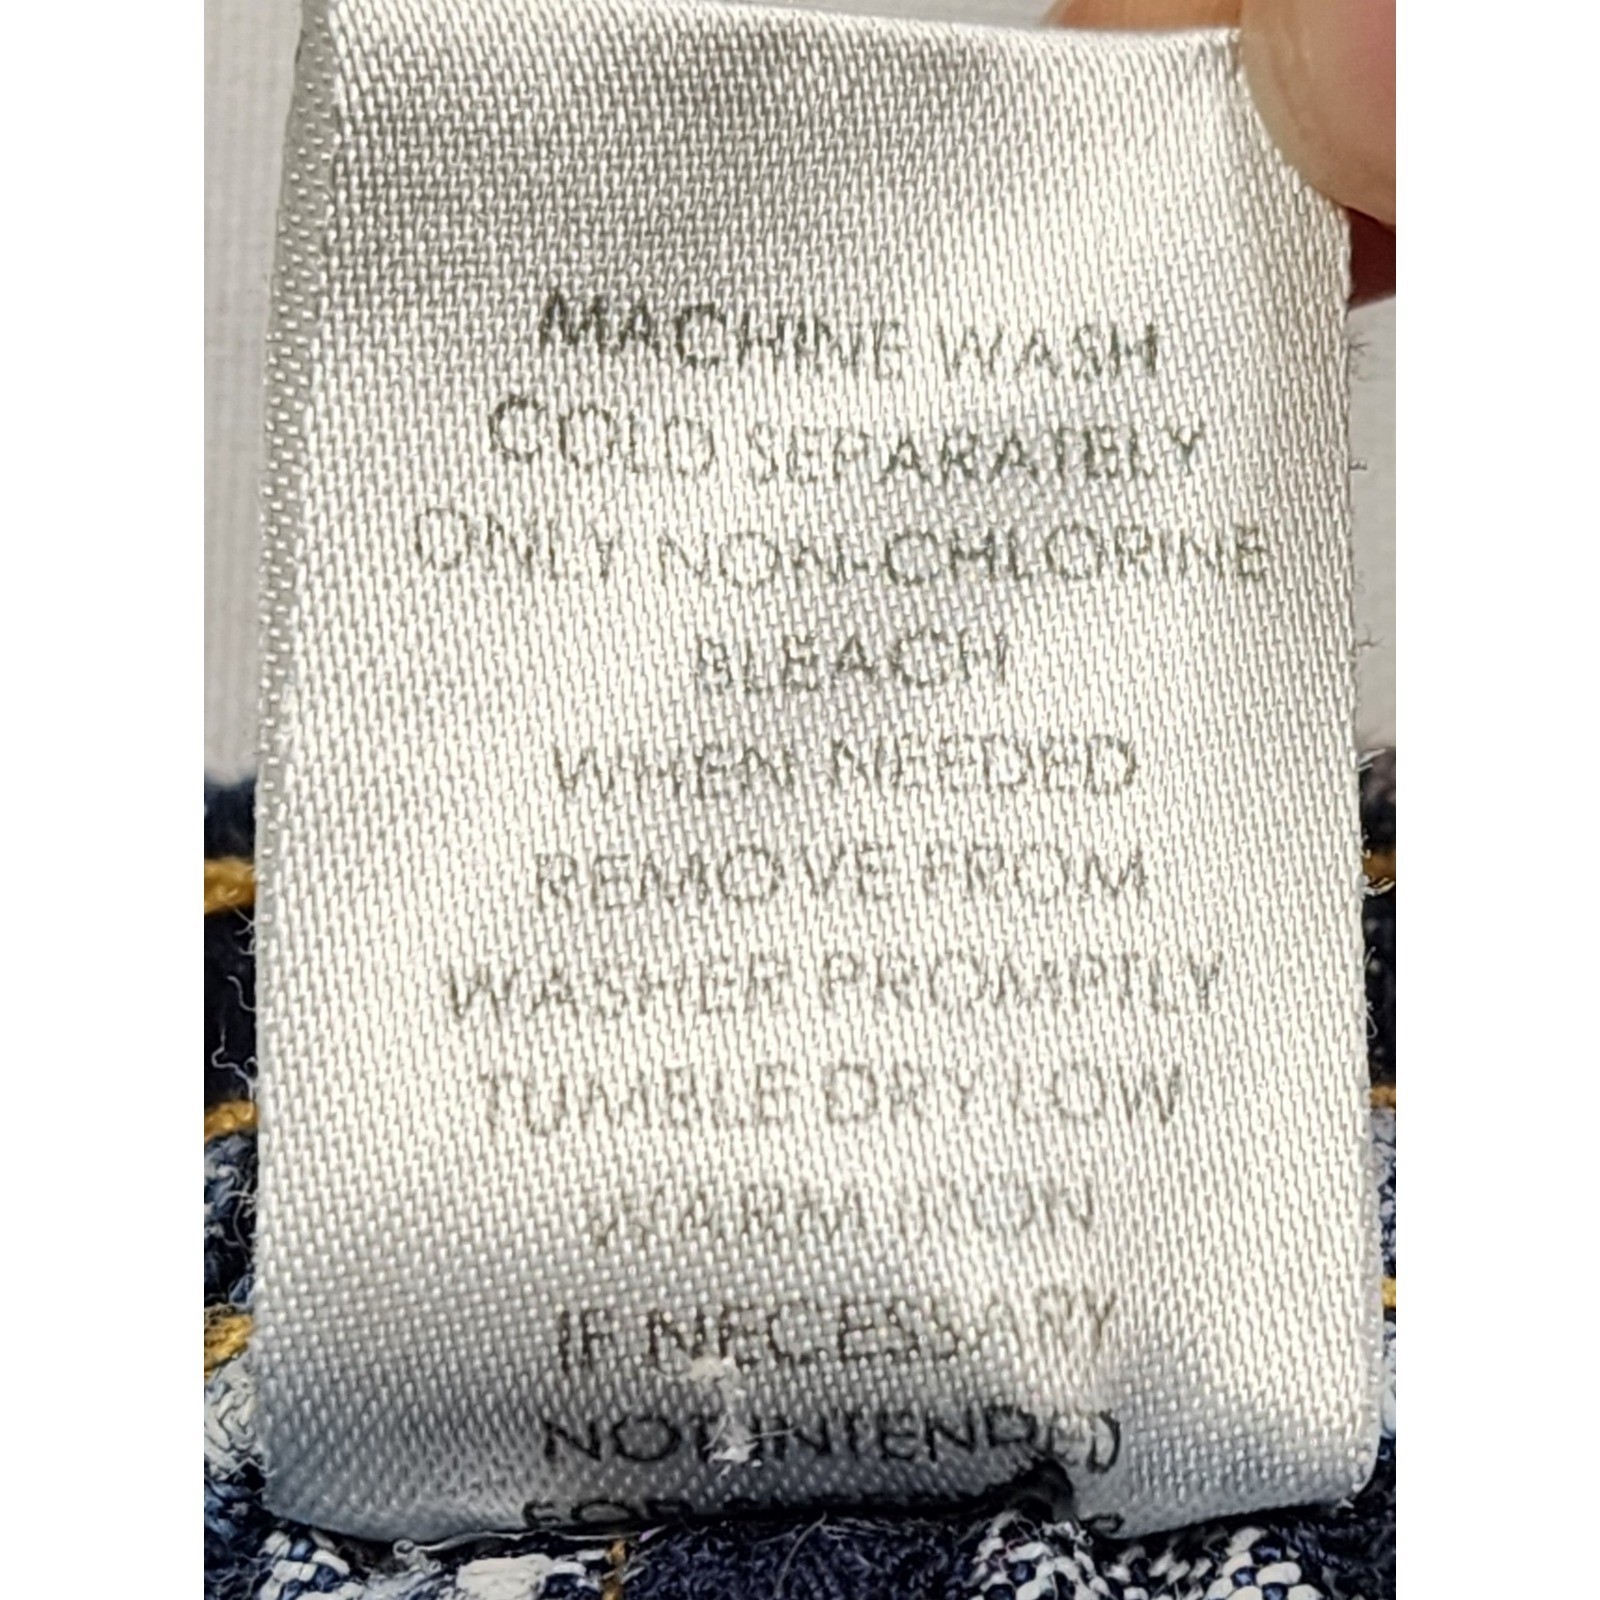 MACHINE WASH
COLD SEPARATELY
ONLY NON-CHLORINE
BLEACH
WHEN NEEDED
REMOVE FROM
WASHER PROMPTLY
TUMBLE DRY LOW
WARM IRON
IF NECESSARY
NOT INTENDED
FOR